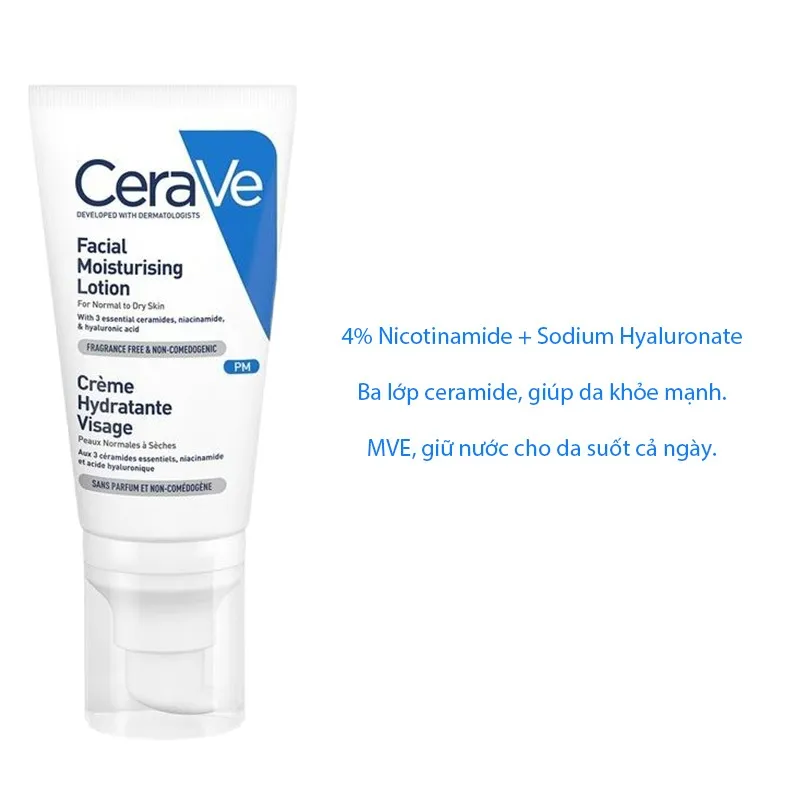 CeraVe
DEVELOPED WITH DERMATOLOGISTS
Facial
Moisturising
Lotion
For Normal to Dry Skin
With 3 essential ceramides, niacinamide,
& hyaluronic acid
FRAGRANCE FREE & NON-COMEDOGENIC
PM
Crème
Hydratante
Visage
Peaux Normales à Sèches
Aux 3 céramides essentiels, niacinamide
et acide hyaluronique
SANS PARFUM ET NON-COMÉDOGÈNE
4% Nicotinamide + Sodium Hyaluronate
Ba lớp ceramide, giúp da khỏe mạnh.
MVE, giữ nước cho da suốt cả ngày.